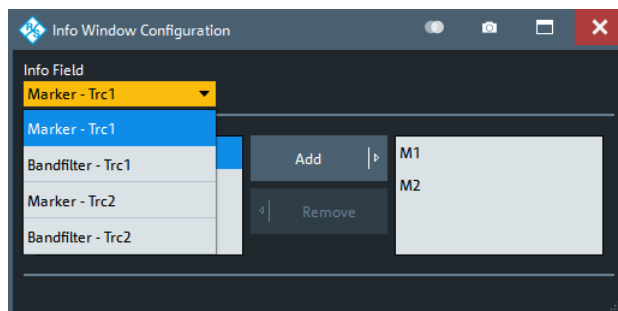 Info Window Configuration
Info Field
Marker - Trc1
Marker - Trc1
Bandfilter - Trc1
Marker - Trc2
Bandfilter - Trc2
Add
Remove
M1
M2